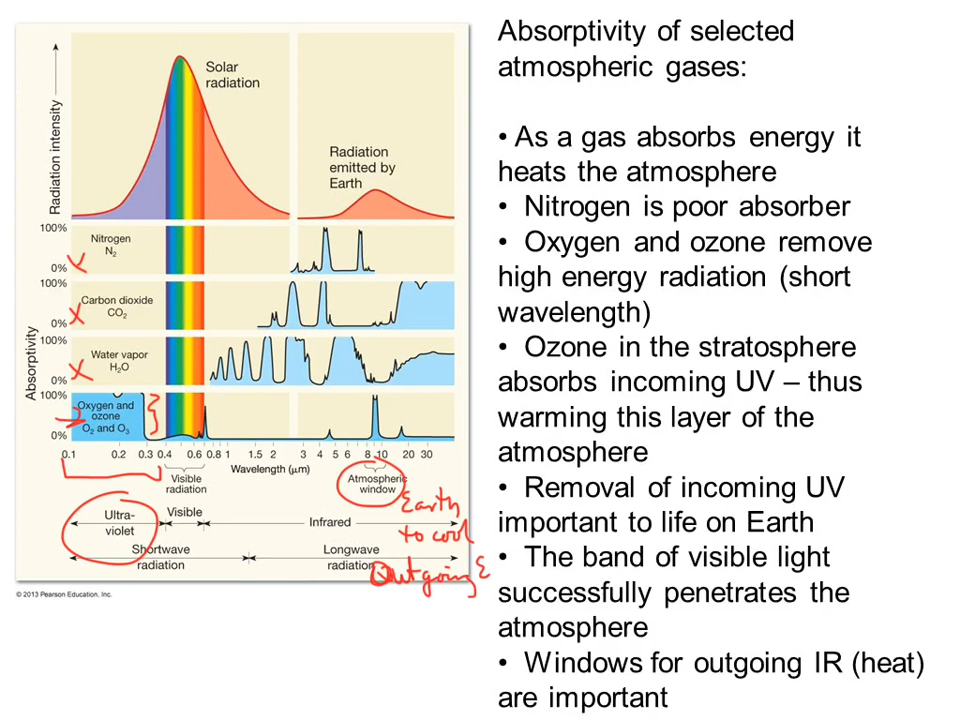 Absorptivity of selected
atmospheric gases:
• As a gas absorbs energy it
heats the atmosphere
• Nitrogen is poor absorber
• Oxygen and ozone remove
high energy radiation (short
wavelength)
• Ozone in the stratosphere
absorbs incoming UV – thus
warming this layer of the
atmosphere
• Removal of incoming UV
important to life on Earth
• The band of visible light
successfully penetrates the
atmosphere
• Windows for outgoing IR (heat)
are important
Radiation intensity
Solar
radiation
Radiation
emitted by
Earth
Absorptivity
100%
Nitrogen
N2
0%
100%
Carbon dioxide
CO2
0%
100%
Water vapor
H2O
0%
100%
Oxygen and
ozone
O2 and O3
0%
0.1 0.2 0.3 0.4 0.6 0.8 1 1.5 2 3 4 5 6 8 10 20 30
Wavelength (μm)
Visible
radiation
Atmospheric
window
Earth
to cool
Outgoing E
Ultra-
violet
Visible
Infrared
Shortwave
radiation
Longwave
radiation
© 2013 Pearson Education, Inc.